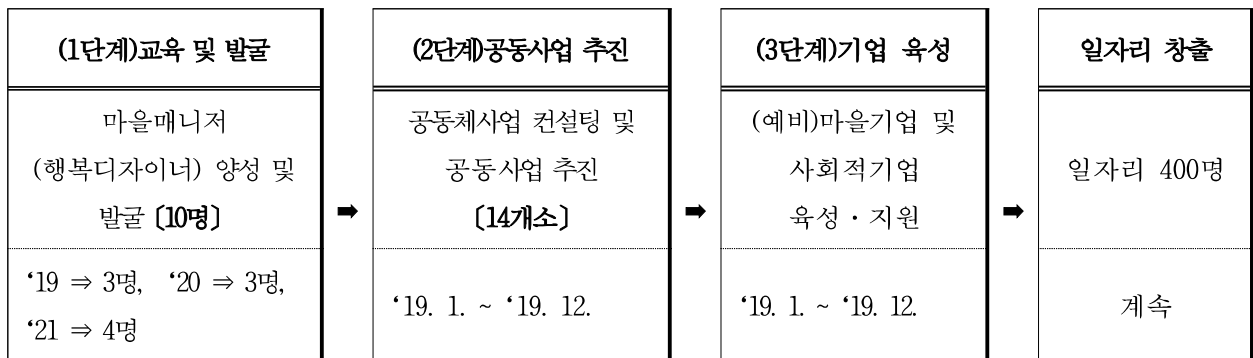 (1단계)교육 및 발굴
마을매니저
(행복디자이너) 양성 및
발굴 〔10명〕
‘19 ⇒ 3명, ‘20 ⇒ 3명,
‘21 ⇒ 4명
➡
(2단계)공동사업 추진
공동체사업 컨설팅 및
공동사업 추진
〔14개소〕
‘19. 1. ~ ‘19. 12.
➡
(3단계)기업 육성
(예비)마을기업 및
사회적기업
육성・지원
‘19. 1. ~ ‘19. 12.
➡
일자리 창출
일자리 400명
계속